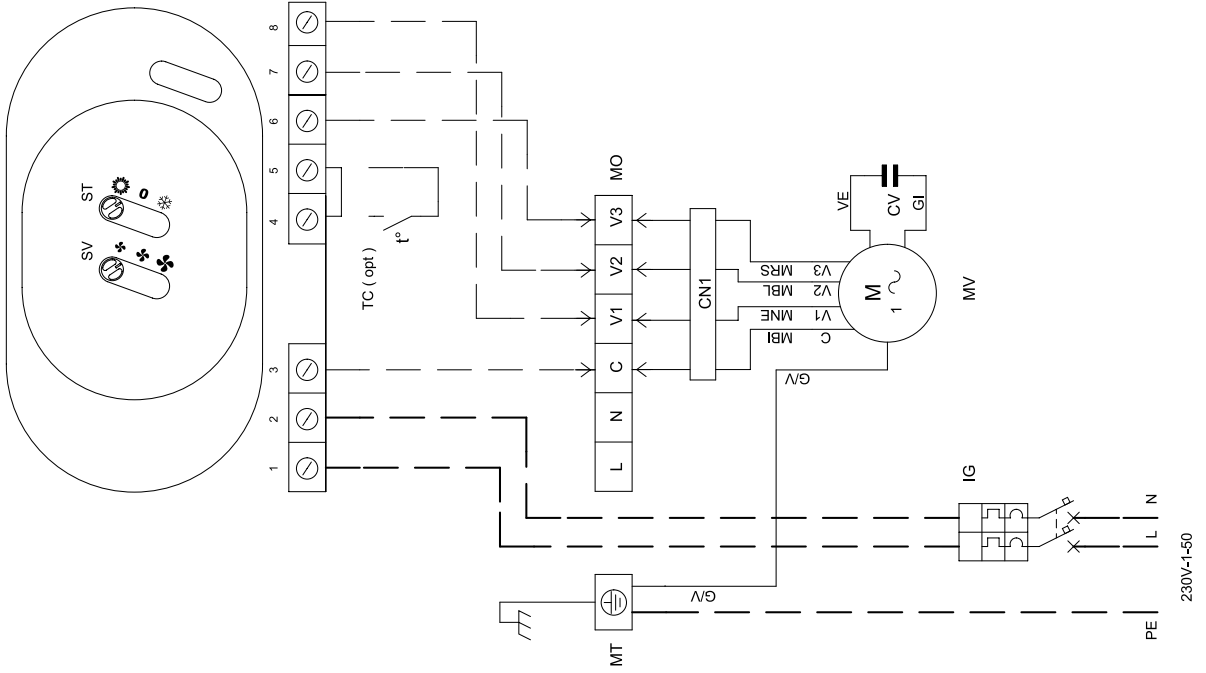 SV
ST
0
1
2
3
4
5
6
7
8
TC ( opt )
t°
L
N
C
V1
V2
V3
MO
CN1
MBI
MNE
MBL
MRS
C
V1
V2
V3
M
1
MV
VE
CV
GI
G/V
G/V
MT
IG
PE
L
N
230V-1-50